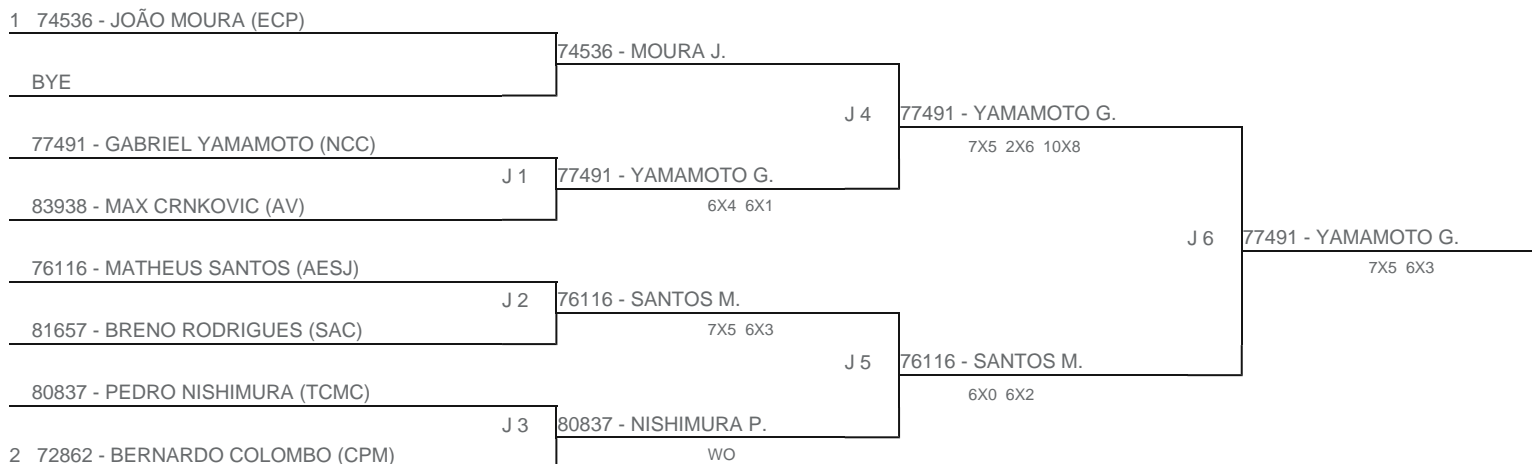 1 74536 - JOÃO MOURA (ECP)
74536 - MOURA J.
BYE
J 4
77491 - YAMAMOTO G.
7X5 2X6 10X8
77491 - GABRIEL YAMAMOTO (NCC)
J 1
77491 - YAMAMOTO G.
6X4 6X1
83938 - MAX CRNKOVIC (AV)
J 6
77491 - YAMAMOTO G.
7X5 6X3
76116 - MATHEUS SANTOS (AESJ)
J 2
76116 - SANTOS M.
7X5 6X3
81657 - BRENO RODRIGUES (SAC)
J 5
76116 - SANTOS M.
6X0 6X2
80837 - PEDRO NISHIMURA (TCMC)
J 3
80837 - NISHIMURA P.
WO
2 72862 - BERNARDO COLOMBO (CPM)